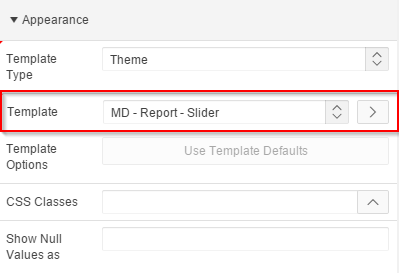 Appearance
Template Type
Theme
Template
MD - Report - Slider
Template Options
Use Template Defaults
CSS Classes
Show Null Values as